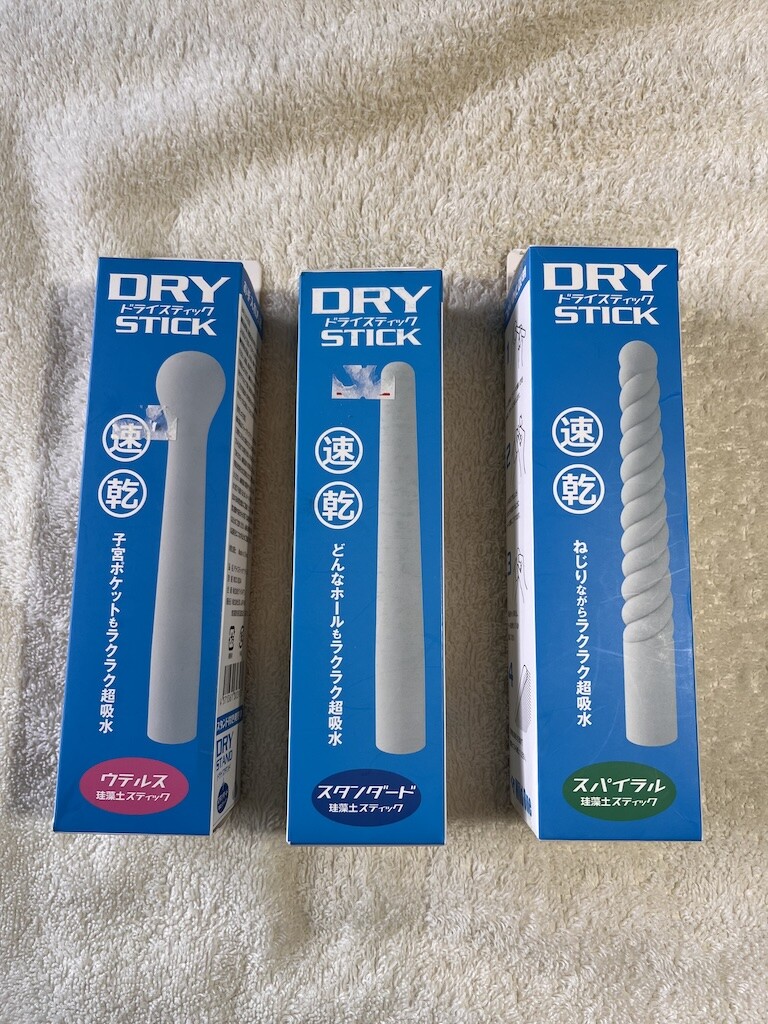 DRY
ドライスティック
STICK
速
乾
子宮ポケットもラクラク超吸水
ウテルス
珪藻土スティック
DRY
STAND
DRY
ドライスティック
STICK
速
乾
どんなホールもラクラク超吸水
スタンダード
珪藻土スティック
DRY
ドライスティック
STICK
速
乾
ねじりながらラクラク超吸水
スパイラル
珪藻土スティック
2
3
4